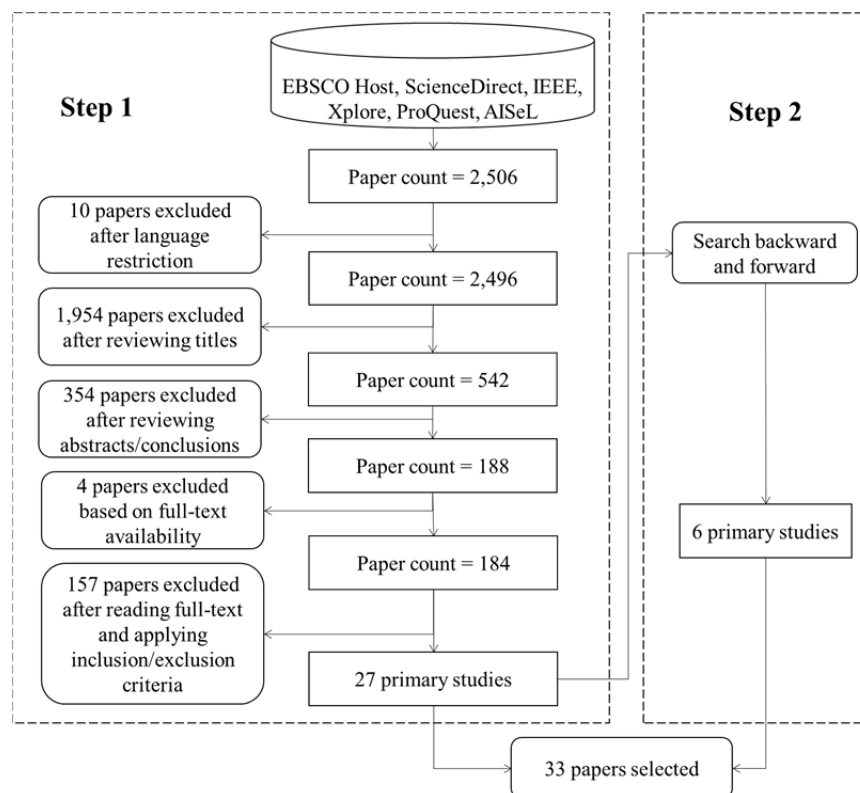 Step 1
EBSCO Host, ScienceDirect, IEEE,
Xplore, ProQuest, AISeL
Paper count = 2,506
10 papers excluded
after language
restriction
Paper count = 2,496
1,954 papers excluded
after reviewing titles
Paper count = 542
354 papers excluded
after reviewing
abstracts/conclusions
Paper count = 188
4 papers excluded
based on full-text
availability
Paper count = 184
157 papers excluded
after reading full-text
and applying
inclusion/exclusion
criteria
27 primary studies
Step 2
Search backward
and forward
6 primary studies
33 papers selected